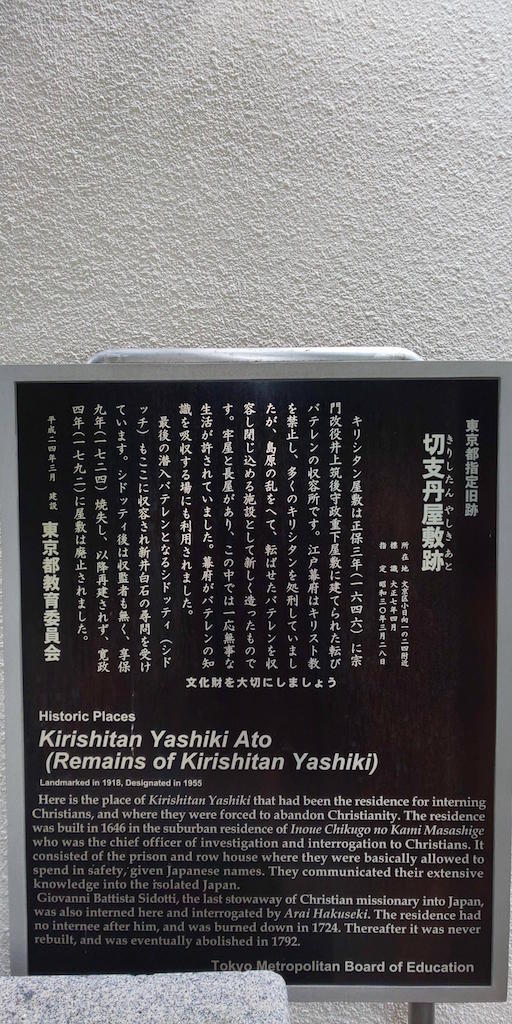 東京都指定旧跡
きりしたん やしき あと
切支丹屋敷跡
所在地 文京区小日向一の二四附近
標識 大正七年四月
指定 昭和三〇年三月二八日
キリシタン屋敷は正保三年(一六四六)に宗
門改役井上筑後守政重下屋敷に建てられた転び
バテレンの収容所です。江戸幕府はキリスト教
を禁止し、多くのキリシタンを処刑していまし
たが、島原の乱をへて、転ばせたバテレンを収
容し閉じ込める施設として新しく造ったもので
す。牢屋と長屋があり、この中では一応無事な
生活が許されていました。幕府がバテレンの知
識を吸収する場にも利用されました。
最後の潜入バテレンとなるシドッティ(シド
ッチ)もここに収容され新井白石の尋問を受け
ています。シドッティ後は収監者も無く、享保
九年(一七二四)焼失し、以降再建されず、寛政
四年(一七九二)に屋敷は廃止されました。
平成二四年三月 建設
東京都教育委員会
文化財を大切にしましょう
Historic Places
Kirishitan Yashiki Ato
(Remains of Kirishitan Yashiki)
Landmarked in 1918, Designated in 1955
Here is the place of Kirishitan Yashiki that had been the residence for interning
Christians, and where they were forced to abandon Christianity. The residence
was built in 1646 in the suburban residence of Inoue Chikugo no Kami Masashige
who was the chief officer of investigation and interrogation to Christians. It
consisted of the prison and row house where they were basically allowed to
spend in safety, given Japanese names. They communicated their extensive
knowledge into the isolated Japan.
Giovanni Battista Sidotti, the last stowaway of Christian missionary into Japan,
was also interned here and interrogated by Arai Hakuseki. The residence had
no internee after him, and was burned down in 1724. Thereafter it was never
rebuilt, and was eventually abolished in 1792.
Tokyo Metropolitan Board of Education